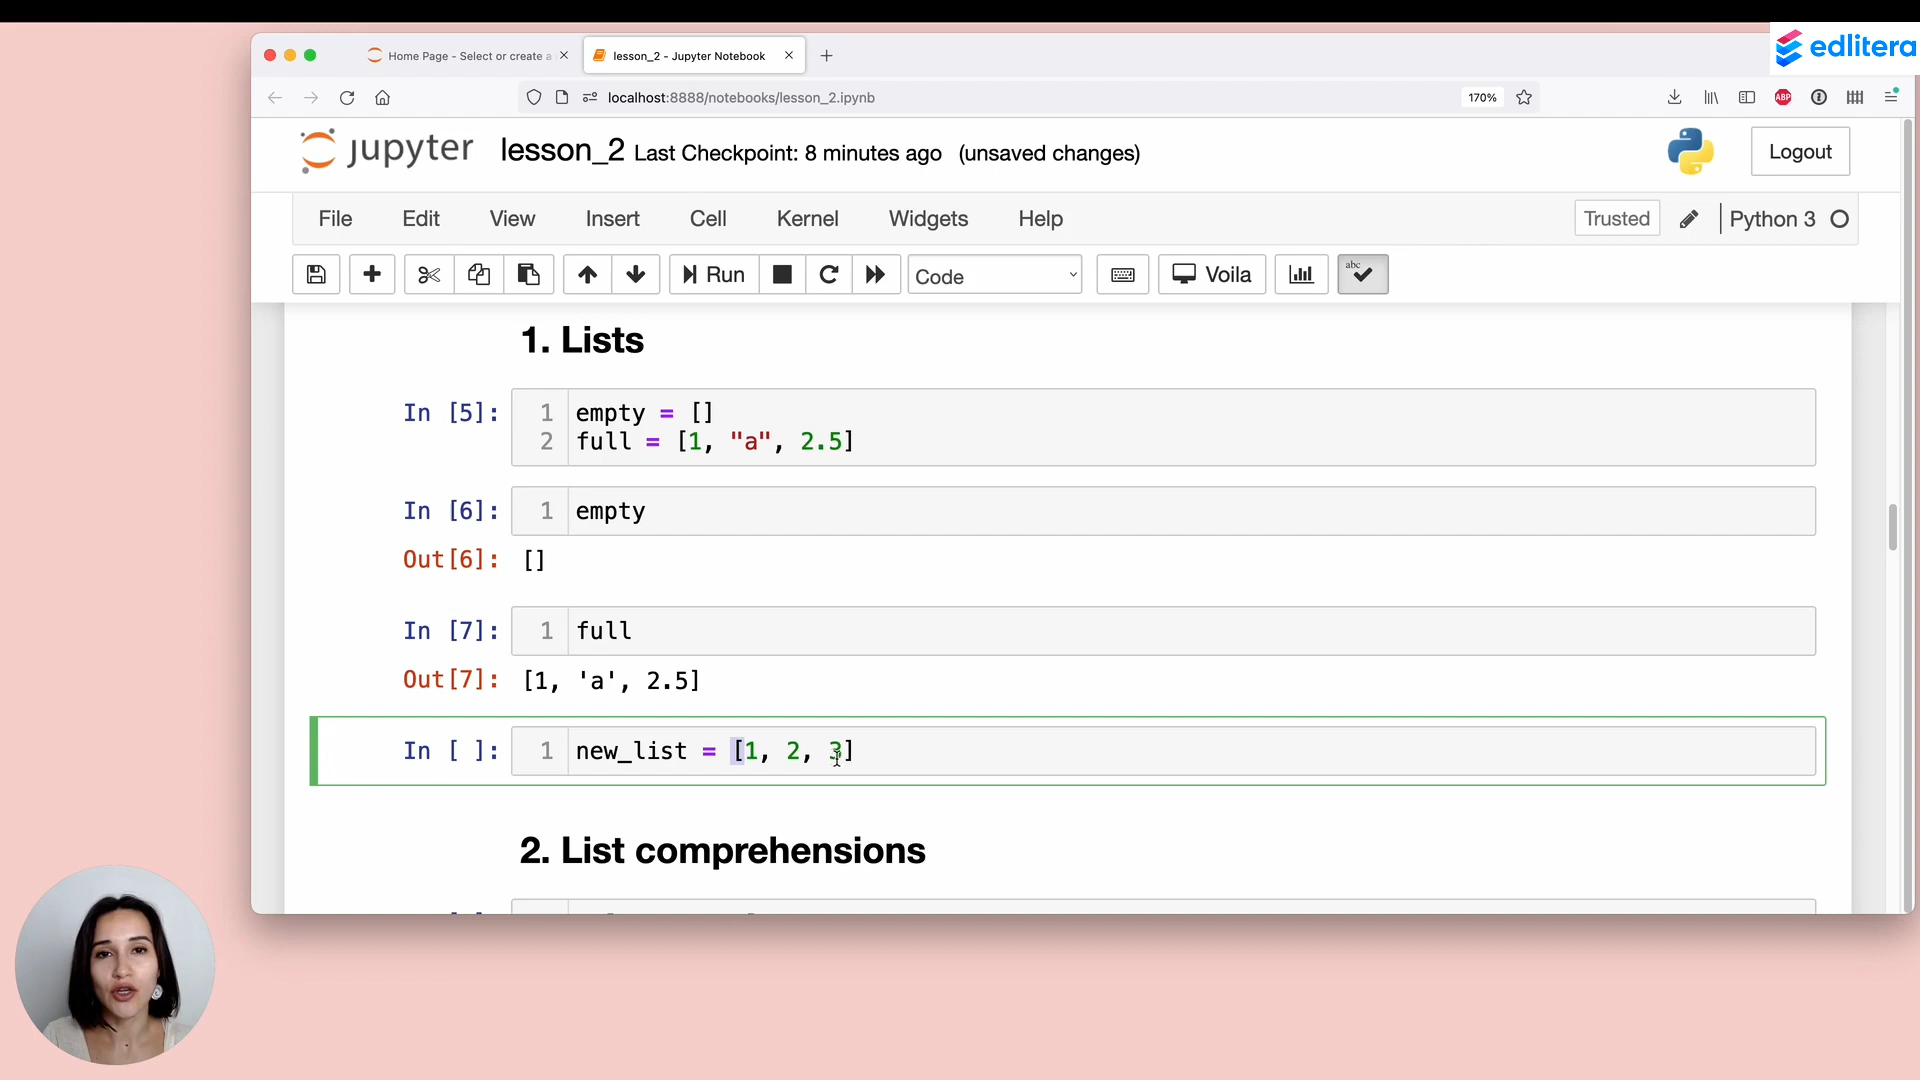 edlitera
Home Page - Select or create a
lesson_2 - Jupyter Notebook
localhost:8888/notebooks/lesson_2.ipynb
170%
ABP
jupyter
lesson_2 Last Checkpoint: 8 minutes ago (unsaved changes)
Logout
File Edit View Insert Cell Kernel Widgets Help
Trusted
Python 3
Run
Code
Voila
abc
1. Lists
In [5]:
1 empty = []
2 full = [1, "a", 2.5]
In [6]:
1 empty
Out[6]: []
In [7]:
1 full
Out[7]: [1, 'a', 2.5]
In [ ]:
1 new_list = [1, 2, 3]
2. List comprehensions